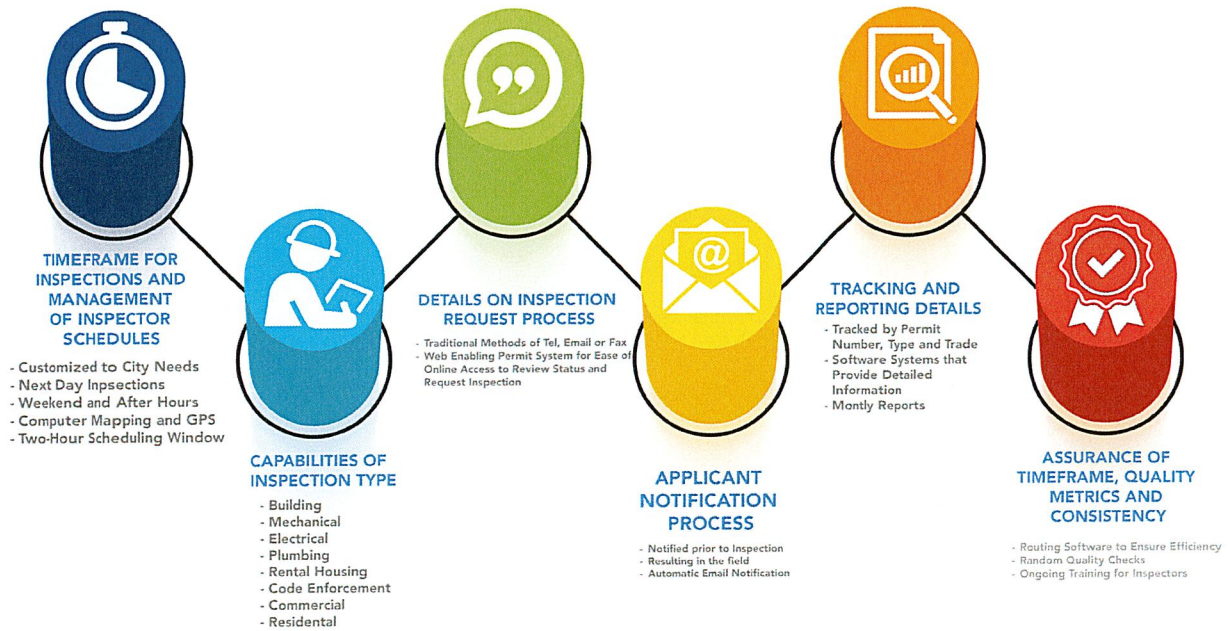 TIMEFRAME FOR
INSPECTIONS AND
MANAGEMENT
OF INSPECTOR
SCHEDULES
- Customized to City Needs
- Next Day Inpsections
- Weekend and After Hours
- Computer Mapping and GPS
- Two-Hour Scheduling Window
CAPABILITIES OF
INSPECTION TYPE
- Building
- Mechanical
- Electrical
- Plumbing
- Rental Housing
- Code Enforcement
- Commercial
- Residental
DETAILS ON INSPECTION
REQUEST PROCESS
- Traditional Methods of Tel, Email or Fax
- Web Enabling Permit System for Ease of
Online Access to Review Status and
Request Inspection
@
APPLICANT
NOTIFICATION
PROCESS
- Notified prior to Inspection
- Resulting in the field
- Automatic Email Notification
TRACKING AND
REPORTING DETAILS
- Tracked by Permit
Number, Type and Trade
- Software Systems that
Provide Detailed
Information
- Montly Reports
ASSURANCE OF
TIMEFRAME, QUALITY
METRICS AND
CONSISTENCY
- Routing Software to Ensure Efficiency
- Random Quality Checks
- Ongoing Training for Inspectors